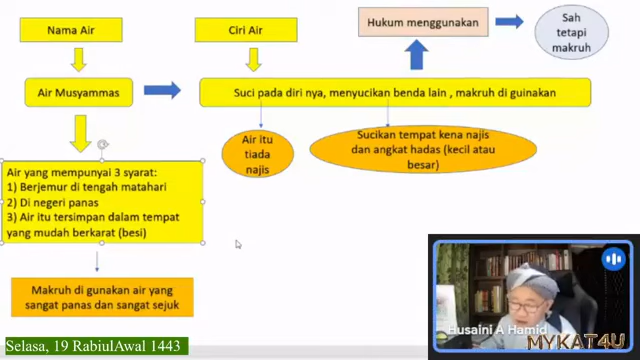 Nama Air
Ciri Air
Hukum menggunakan
Sah
tetapi
makruh
Air Musyammas
Suci pada diri nya, menyucikan benda lain , makruh di guinakan
Air itu
tiada
najis
Sucikan tempat kena najis
dan angkat hadas (kecil atau
besar)
Air yang mempunyai 3 syarat:
1) Berjemur di tengah matahari
2) Di negeri panas
3) Air itu tersimpan dalam tempat
yang mudah berkarat (besi)
Makruh di gunakan air yang
sangat panas dan sangat sejuk
Husaini A Hamid
MYKAT4U
Selasa, 19 RabiulAwal 1443